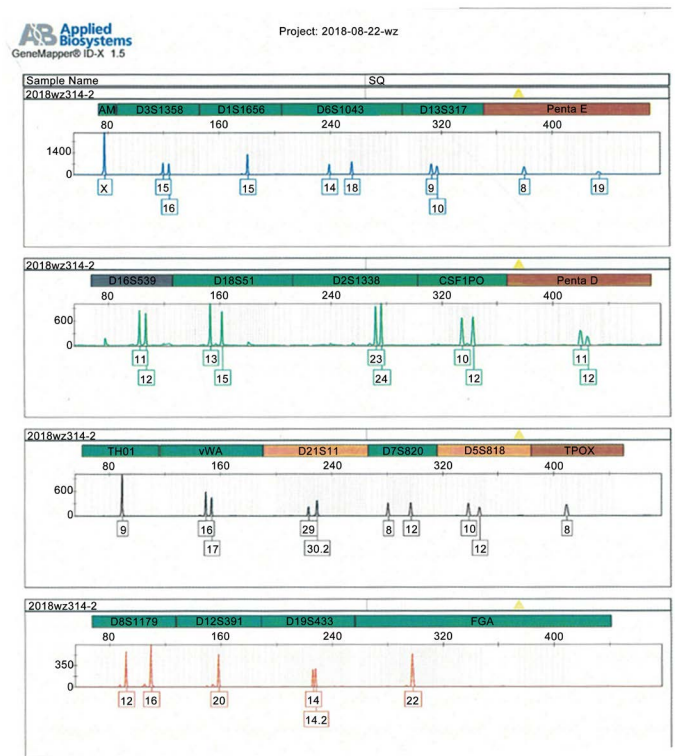 Applied
Biosystems
GeneMapper® ID-X 1.5
Project: 2018-08-22-wz
Sample Name SQ
2018wz314-2
AM D3S1358 D1S1656 D6S1043 D13S317 Penta E
80 160 240 320 400
1400
0
X 15 15 14 18 9 8 19
16 10
2018wz314-2
D16S539 D18S51 D2S1338 CSF1PO Penta D
80 160 240 320 400
600
0
11 13 23 10 11
12 15 24 12 12
2018wz314-2
TH01 vWA D21S11 D7S820 D5S818 TPOX
80 160 240 320 400
600
0
9 16 29 8 12 10 8
17 30.2 12
2018wz314-2
D8S1179 D12S391 D19S433 FGA
80 160 240 320 400
350
0
12 16 20 14 22
14.2